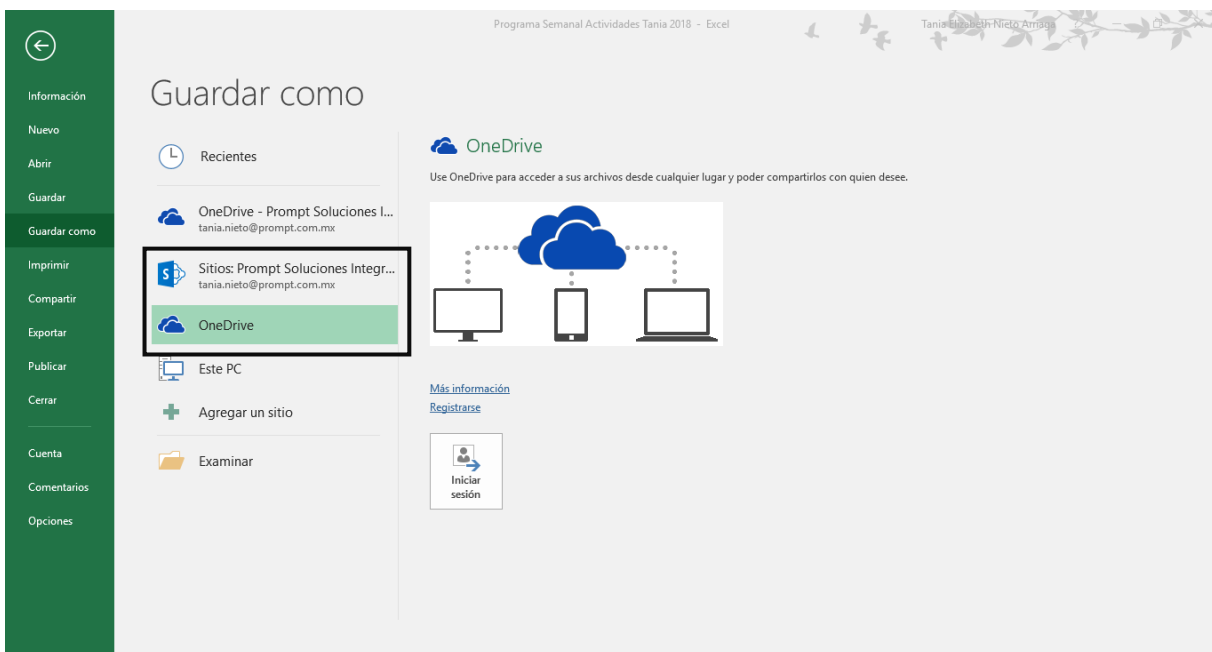 Programa Semanal Actividades Tania 2018 - Excel
Tania Elizabeth Nieto Arriaga
Información
Nuevo
Abrir
Guardar
Guardar como
Imprimir
Compartir
Exportar
Publicar
Cerrar
Cuenta
Comentarios
Opciones
Guardar como
Recientes
OneDrive - Prompt Soluciones I...
tania.nieto@prompt.com.mx
Sitios: Prompt Soluciones Integr...
tania.nieto@prompt.com.mx
OneDrive
Este PC
Agregar un sitio
Examinar
OneDrive
Use OneDrive para acceder a sus archivos desde cualquier lugar y poder compartirlos con quien desee.
Más información
Registrarse
Iniciar
sesión